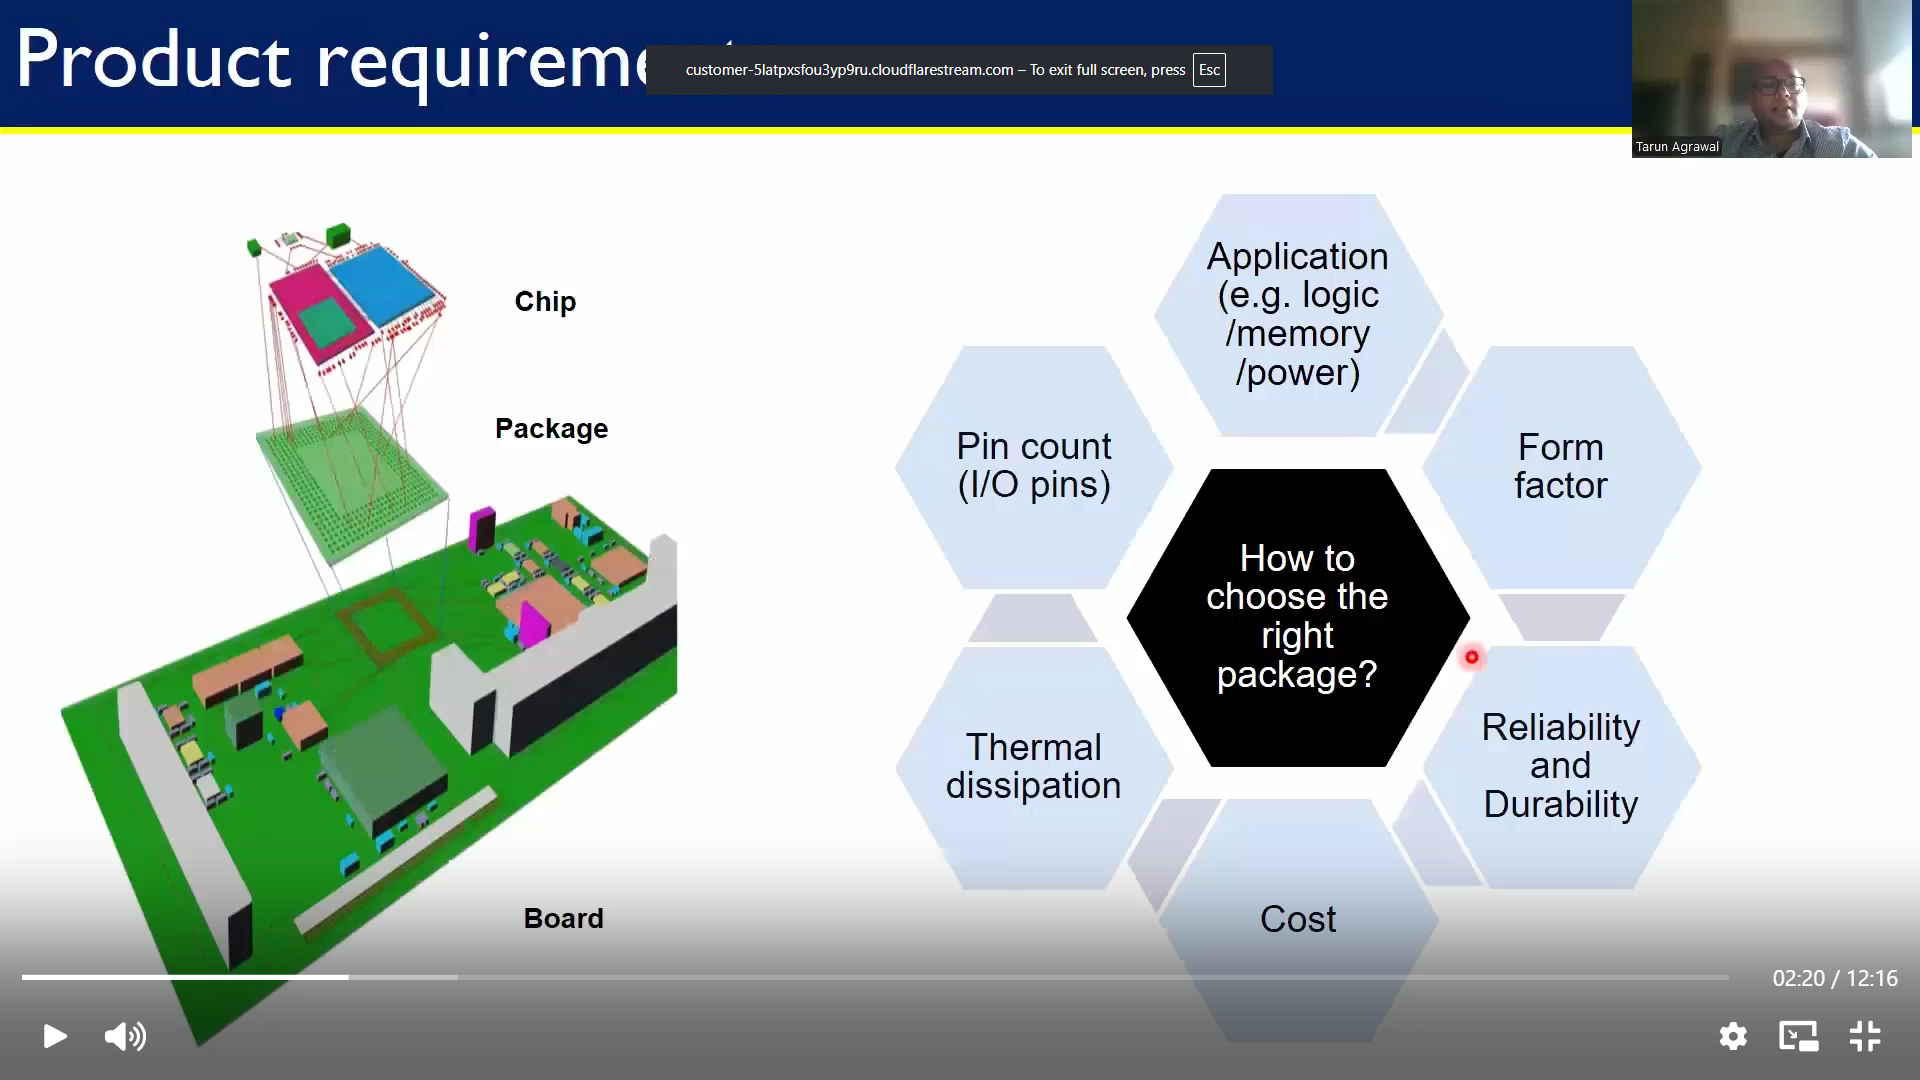 Product requireme
customer-5latpxsfou3yp9ru.cloudflarestream.com – To exit full screen, press Esc
Tarun Agrawal
Chip
Package
Board
Application
(e.g. logic
/memory
/power)
Pin count
(I/O pins)
Form
factor
How to
choose the
right
package?
Thermal
dissipation
Reliability
and
Durability
Cost
02:20 / 12:16